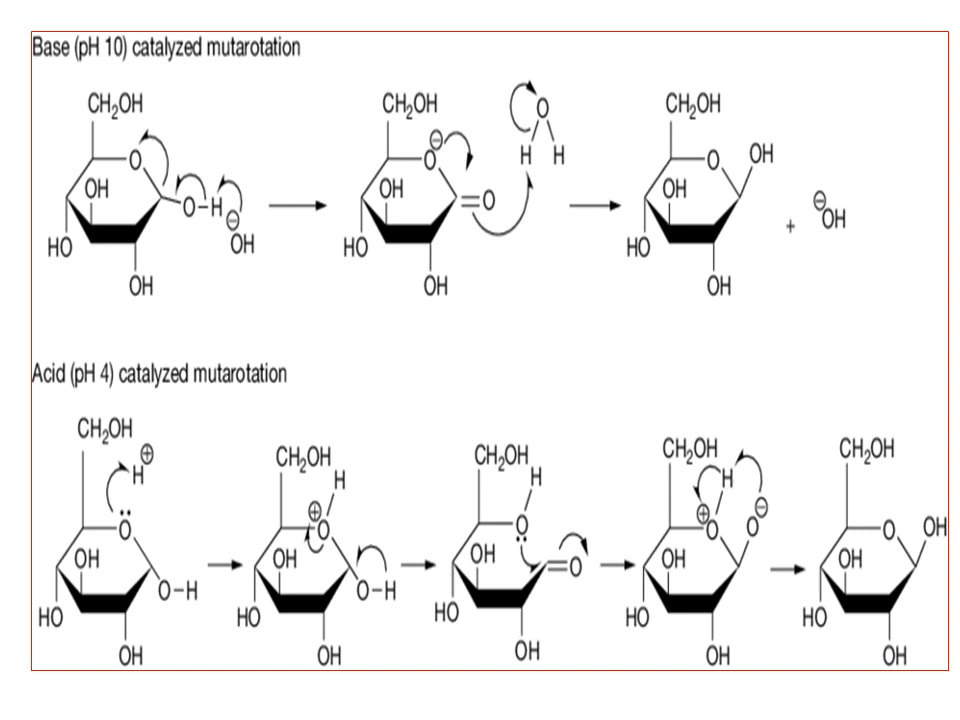 Base (pH 10) catalyzed mutarotation
CH₂OH CH₂OH O CH₂OH
H H
O O⊖ O OH
OH OH OH
O–H =O ⊖OH
HO ⊖OH HO HO +
OH OH OH
Acid (pH 4) catalyzed mutarotation
CH₂OH CH₂OH CH₂OH CH₂OH CH₂OH
H⊕ H H H
O ⊕O O ⊕O O⊖ O OH
OH OH OH OH OH
O–H O–H =O
HO HO HO HO HO
OH OH OH OH OH